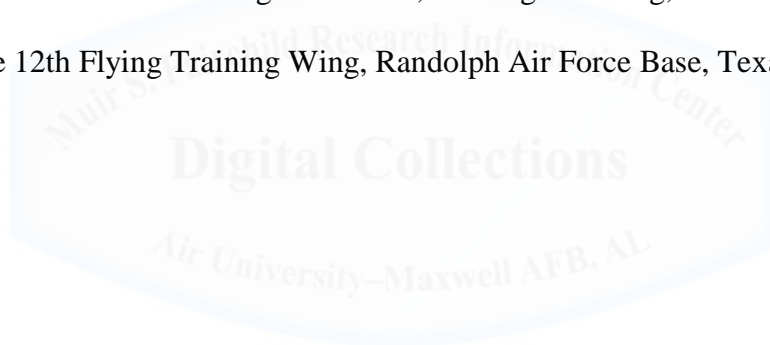 e 12th Flying Training Wing, Randolph Air Force Base, Tex
Muir S. Fairchild Research Information Center
Digital Collections
Air University–Maxwell AFB, AL